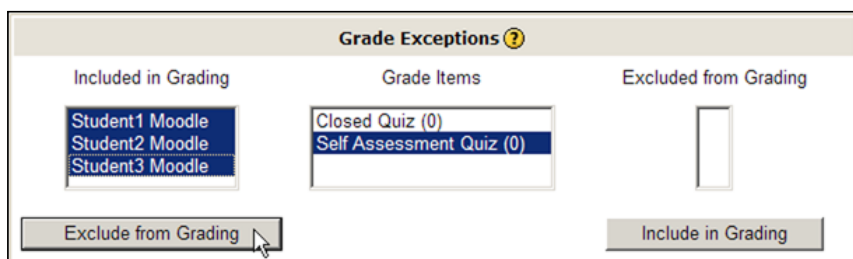 Grade Exceptions ?
Included in Grading
Grade Items
Excluded from Grading
Student1 Moodle
Student2 Moodle
Student3 Moodle
Closed Quiz (0)
Self Assessment Quiz (0)
Exclude from Grading
Include in Grading